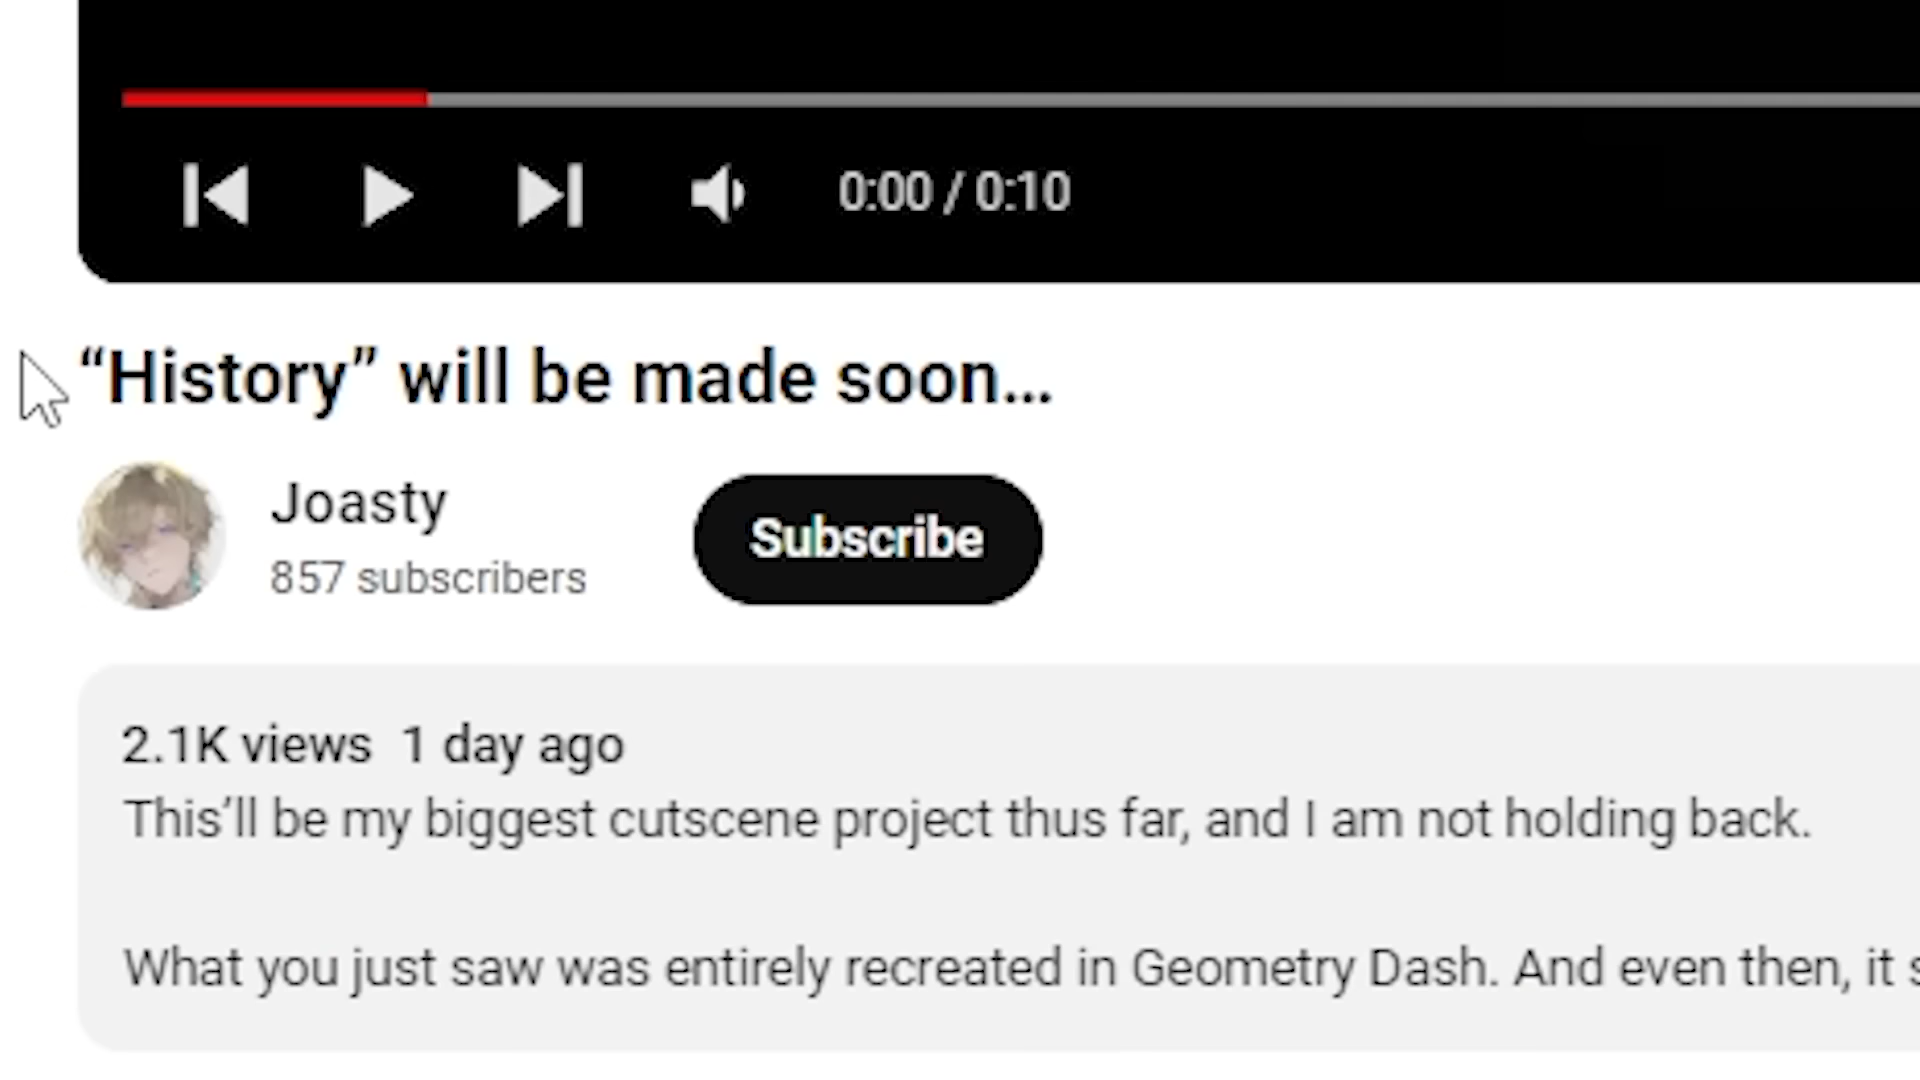 0:00 / 0:10
“History” will be made soon...
Joasty
857 subscribers
Subscribe
2.1K views 1 day ago
This’ll be my biggest cutscene project thus far, and I am not holding back.
What you just saw was entirely recreated in Geometry Dash. And even then, it